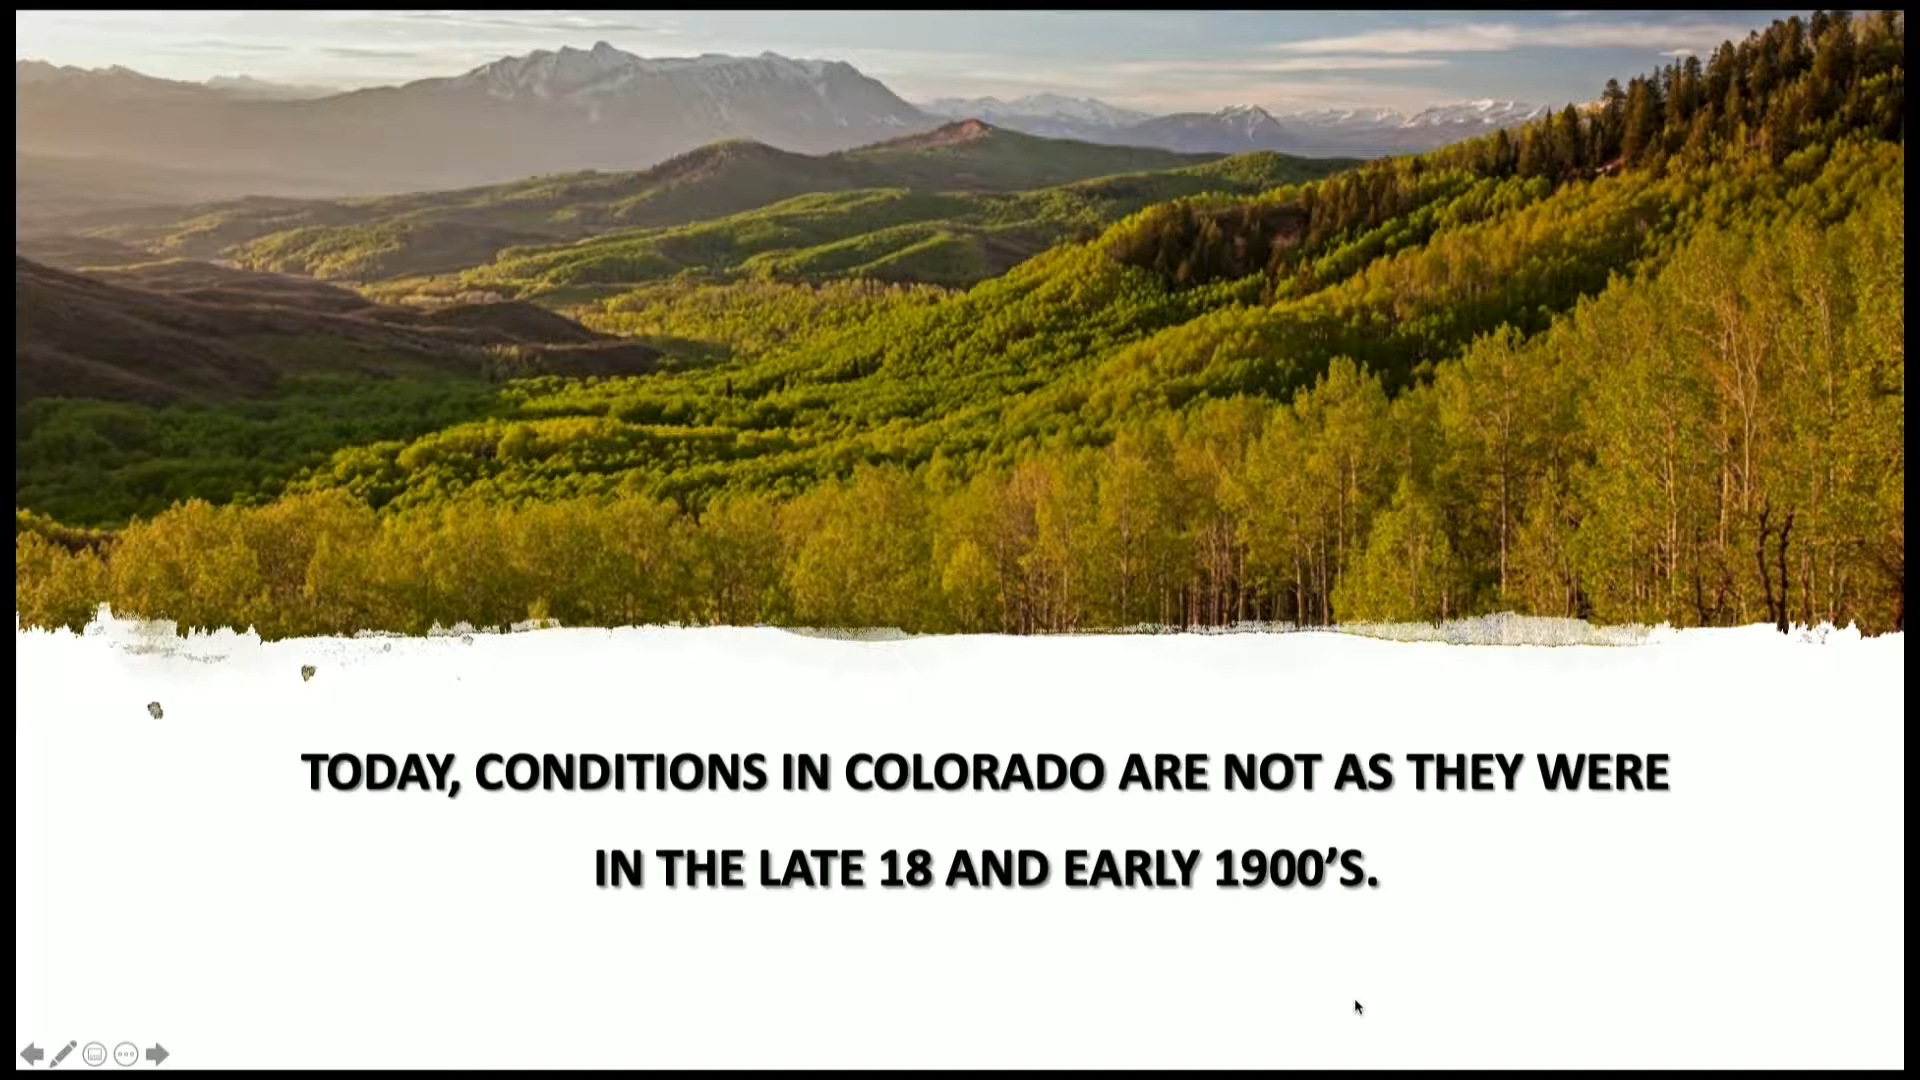 TODAY, CONDITIONS IN COLORADO ARE NOT AS THEY WERE
IN THE LATE 18 AND EARLY 1900’S.